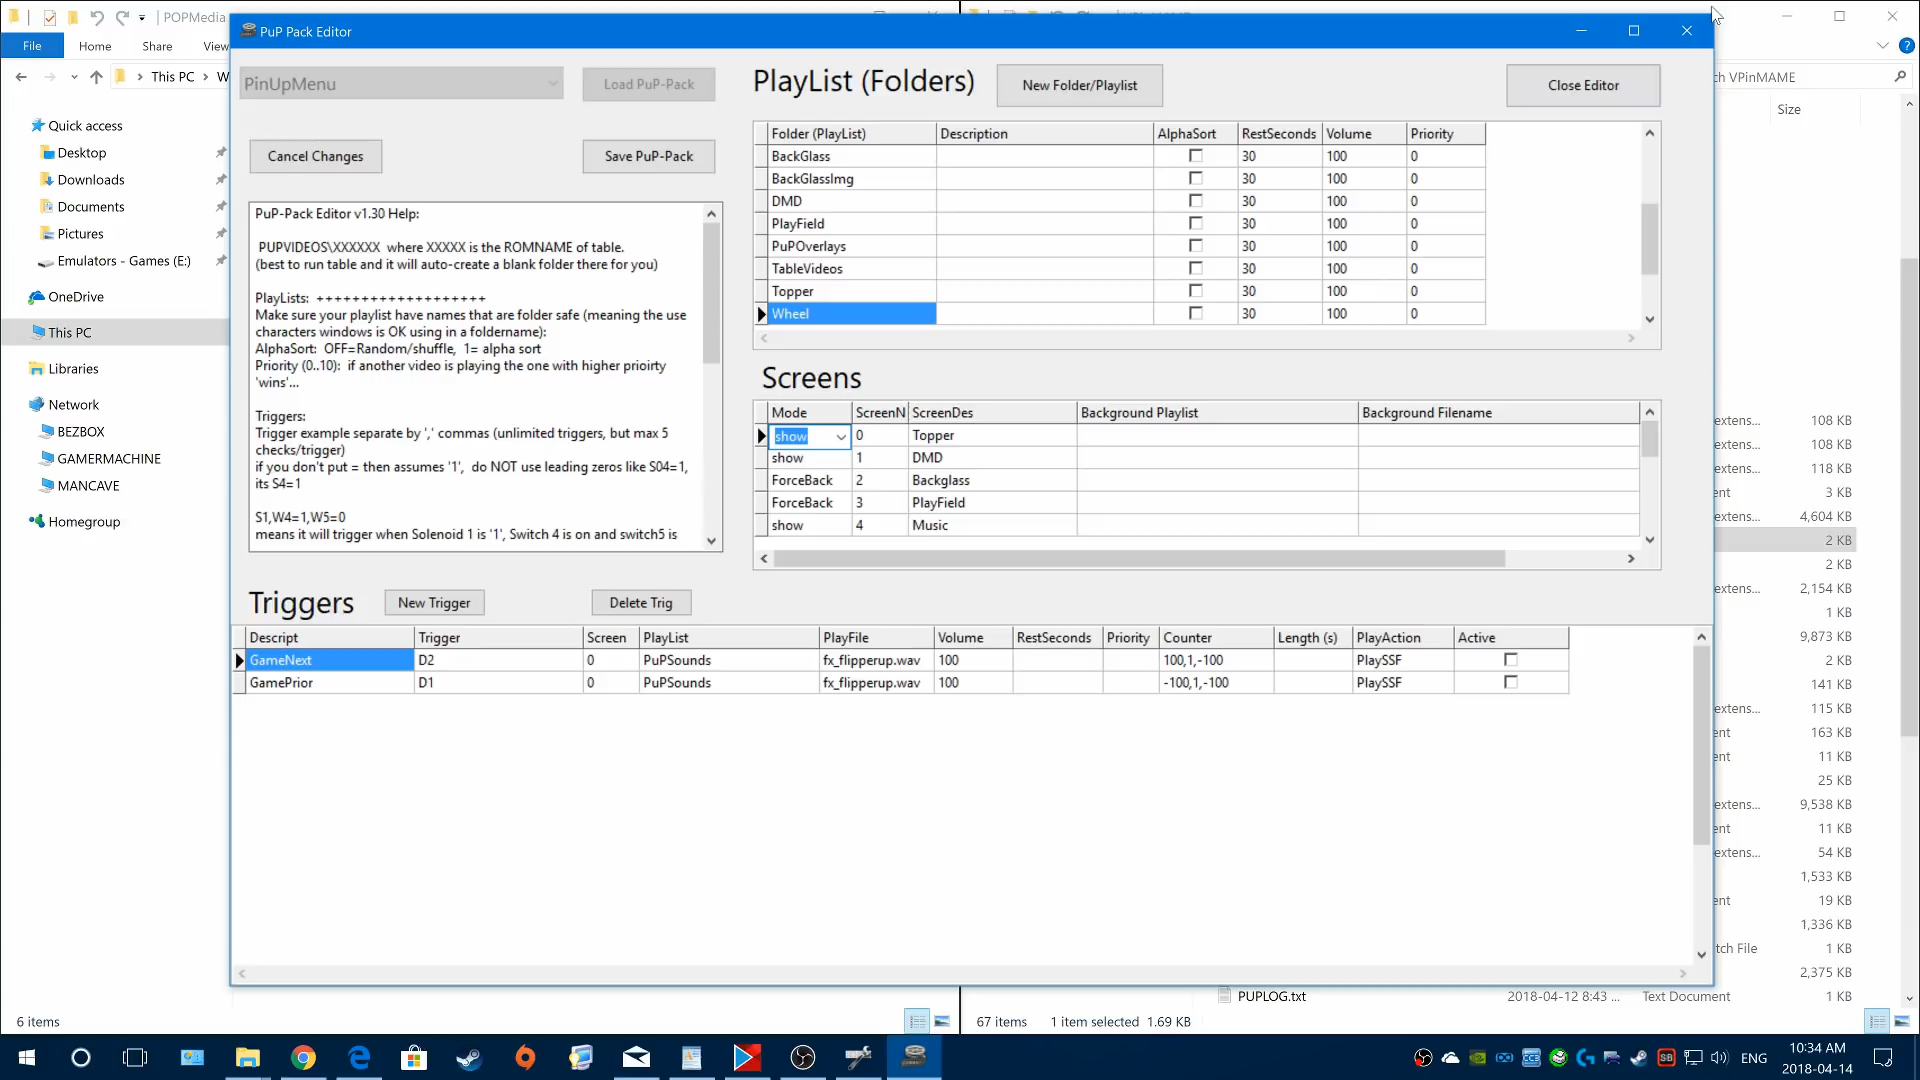 POPMedia
File
Home
Share
View
This PC
W
Quick access
Desktop
Downloads
Documents
Pictures
Emulators - Games (E:)
OneDrive
This PC
Libraries
Network
BEZBOX
GAMERMACHINE
MANCAVE
Homegroup
6 items
PuP Pack Editor
PinUpMenu
Load PuP-Pack
Cancel Changes
Save PuP-Pack
PuP-Pack Editor v1.30 Help:
PUPVIDEOS\XXXXXX where XXXXX is the ROMNAME of table.
(best to run table and it will auto-create a blank folder there for you)
PlayLists: +++++++++++++++++++
Make sure your playlist have names that are folder safe (meaning the use
characters windows is OK using in a foldername):
AlphaSort: OFF=Random/shuffle, 1= alpha sort
Priority (0..10): if another video is playing the one with higher prioirty
'wins'...
Triggers:
Trigger example separate by ',' commas (unlimited triggers, but max 5
checks/trigger)
if you don't put = then assumes '1', do NOT use leading zeros like S04=1,
its S4=1
S1,W4=1,W5=0
means it will trigger when Solenoid 1 is '1', Switch 4 is on and switch5 is
PlayList (Folders)
New Folder/Playlist
Close Editor
Folder (PlayList) Description AlphaSort RestSeconds Volume Priority
BackGlass 30 100 0
BackGlassImg 30 100 0
DMD 30 100 0
PlayField 30 100 0
PuPOverlays 30 100 0
TableVideos 30 100 0
Topper 30 100 0
Wheel 30 100 0
Screens
Mode ScreenN ScreenDes Background Playlist Background Filename
show 0 Topper
show 1 DMD
ForceBack 2 Backglass
ForceBack 3 PlayField
show 4 Music
Triggers
New Trigger
Delete Trig
Descript Trigger Screen PlayList PlayFile Volume RestSeconds Priority Counter Length (s) PlayAction Active
GameNext D2 0 PuPSounds fx_flipperup.wav 100 100,1,-100 PlaySSF
GamePrior D1 0 PuPSounds fx_flipperup.wav 100 -100,1,-100 PlaySSF
ch VPinMAME
Size
extens... 108 KB
extens... 108 KB
extens... 118 KB
ent 3 KB
extens... 4,604 KB
2 KB
2 KB
extens... 2,154 KB
1 KB
9,873 KB
2 KB
141 KB
extens... 115 KB
ent 163 KB
ent 11 KB
25 KB
extens... 9,538 KB
ent 11 KB
extens... 54 KB
1,533 KB
ent 19 KB
1,336 KB
tch File 1 KB
2,375 KB
PUPLOG.txt 2018-04-12 8:43 ... Text Document 1 KB
67 items 1 item selected 1.69 KB
ENG
10:34 AM
2018-04-14